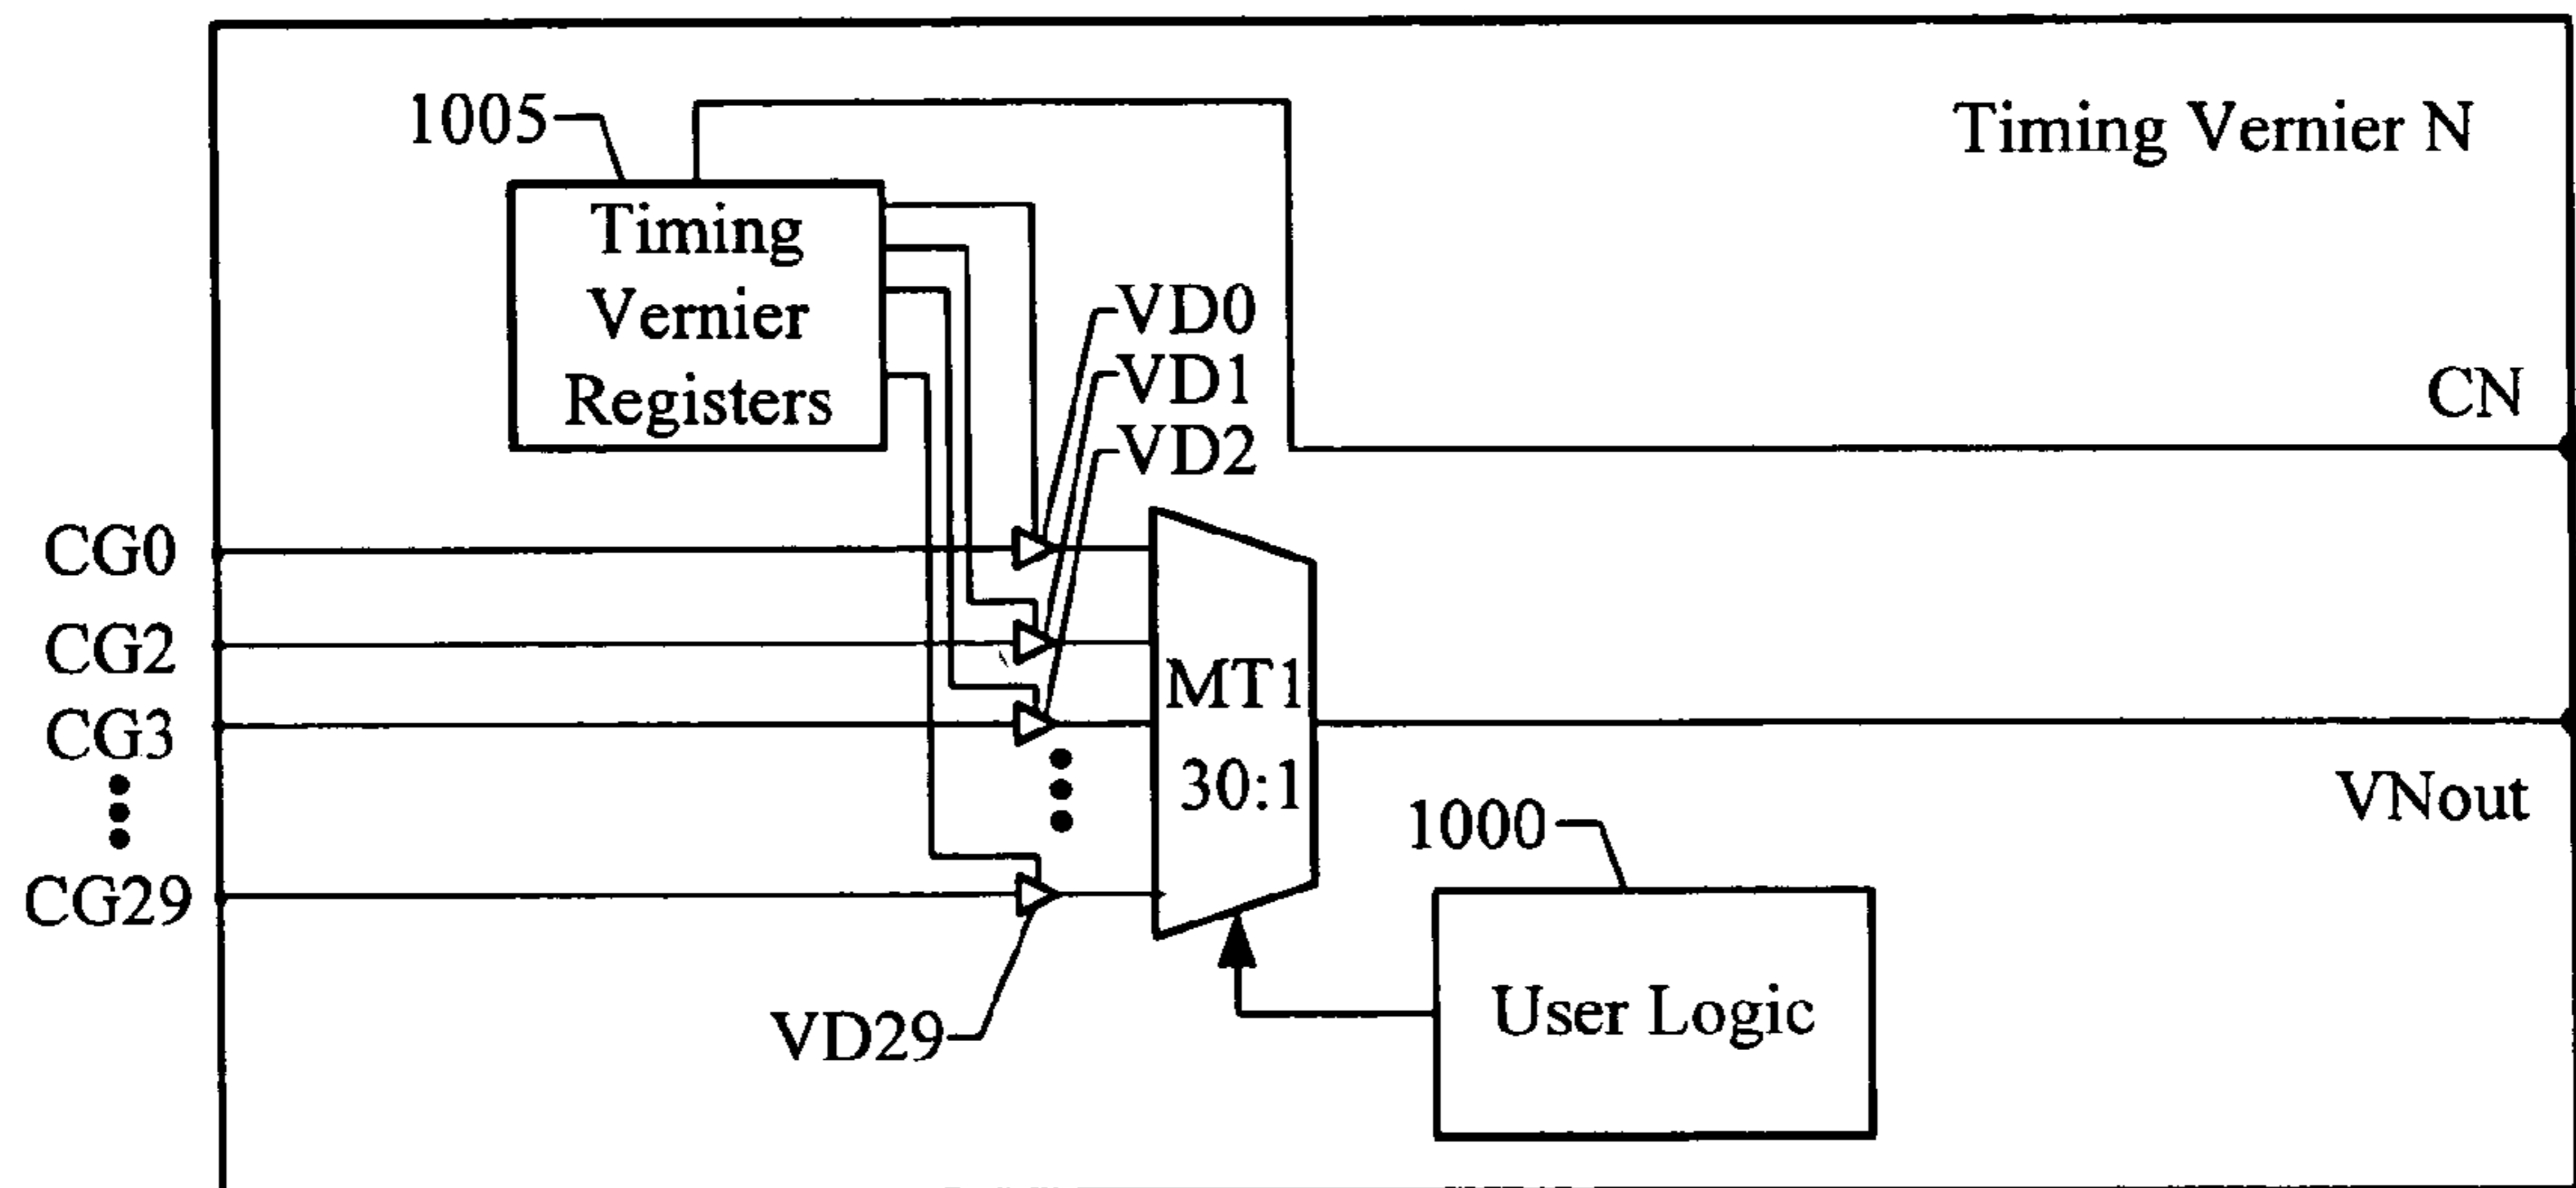 Timing Vernier N
1005
Timing
Vernier
Registers
VD0
VD1
VD2
CN
CG0
CG2
CG3
CG29
MT1
30:1
VNout
1000
User Logic
VD29